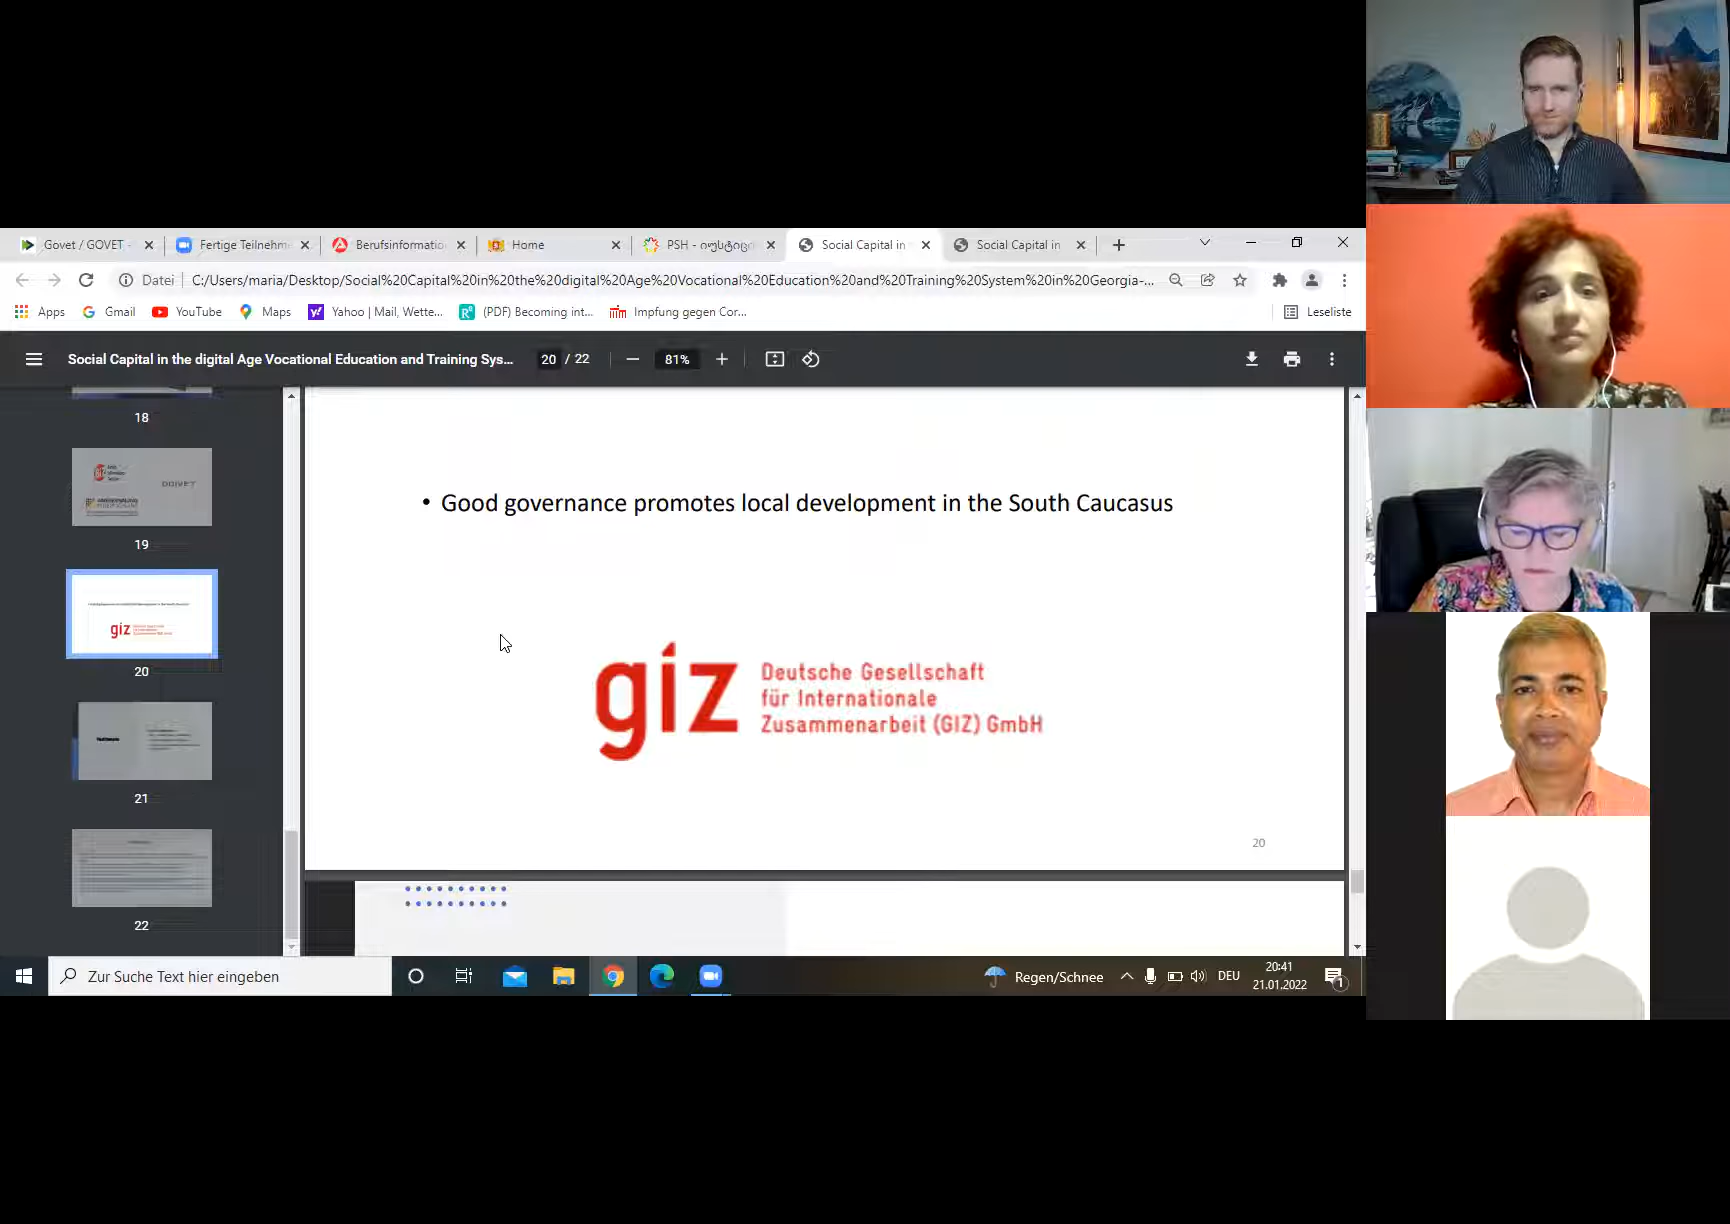 Govet / GOVET -
Fertige Teilnehm
Berufsinformatio
Home
PSH - იუსტიცი
Social Capital in
Social Capital in
Datei
C:/Users/maria/Desktop/Social%20Capital%20in%20the%20digital%20Age%20Vocational%20Education%20and%20Training%20System%20in%20Georgia-...
Apps
Gmail
YouTube
Maps
Yahoo | Mail, Wette...
(PDF) Becoming int...
Impfung gegen Cor...
Leseliste
Social Capital in the digital Age Vocational Education and Training Sys...
20 / 22
81%
18
19
20
21
22
• Good governance promotes local development in the South Caucasus
giz
Deutsche Gesellschaft
für Internationale
Zusammenarbeit (GIZ) GmbH
20
Zur Suche Text hier eingeben
Regen/Schnee
DEU
20:41
21.01.2022
1